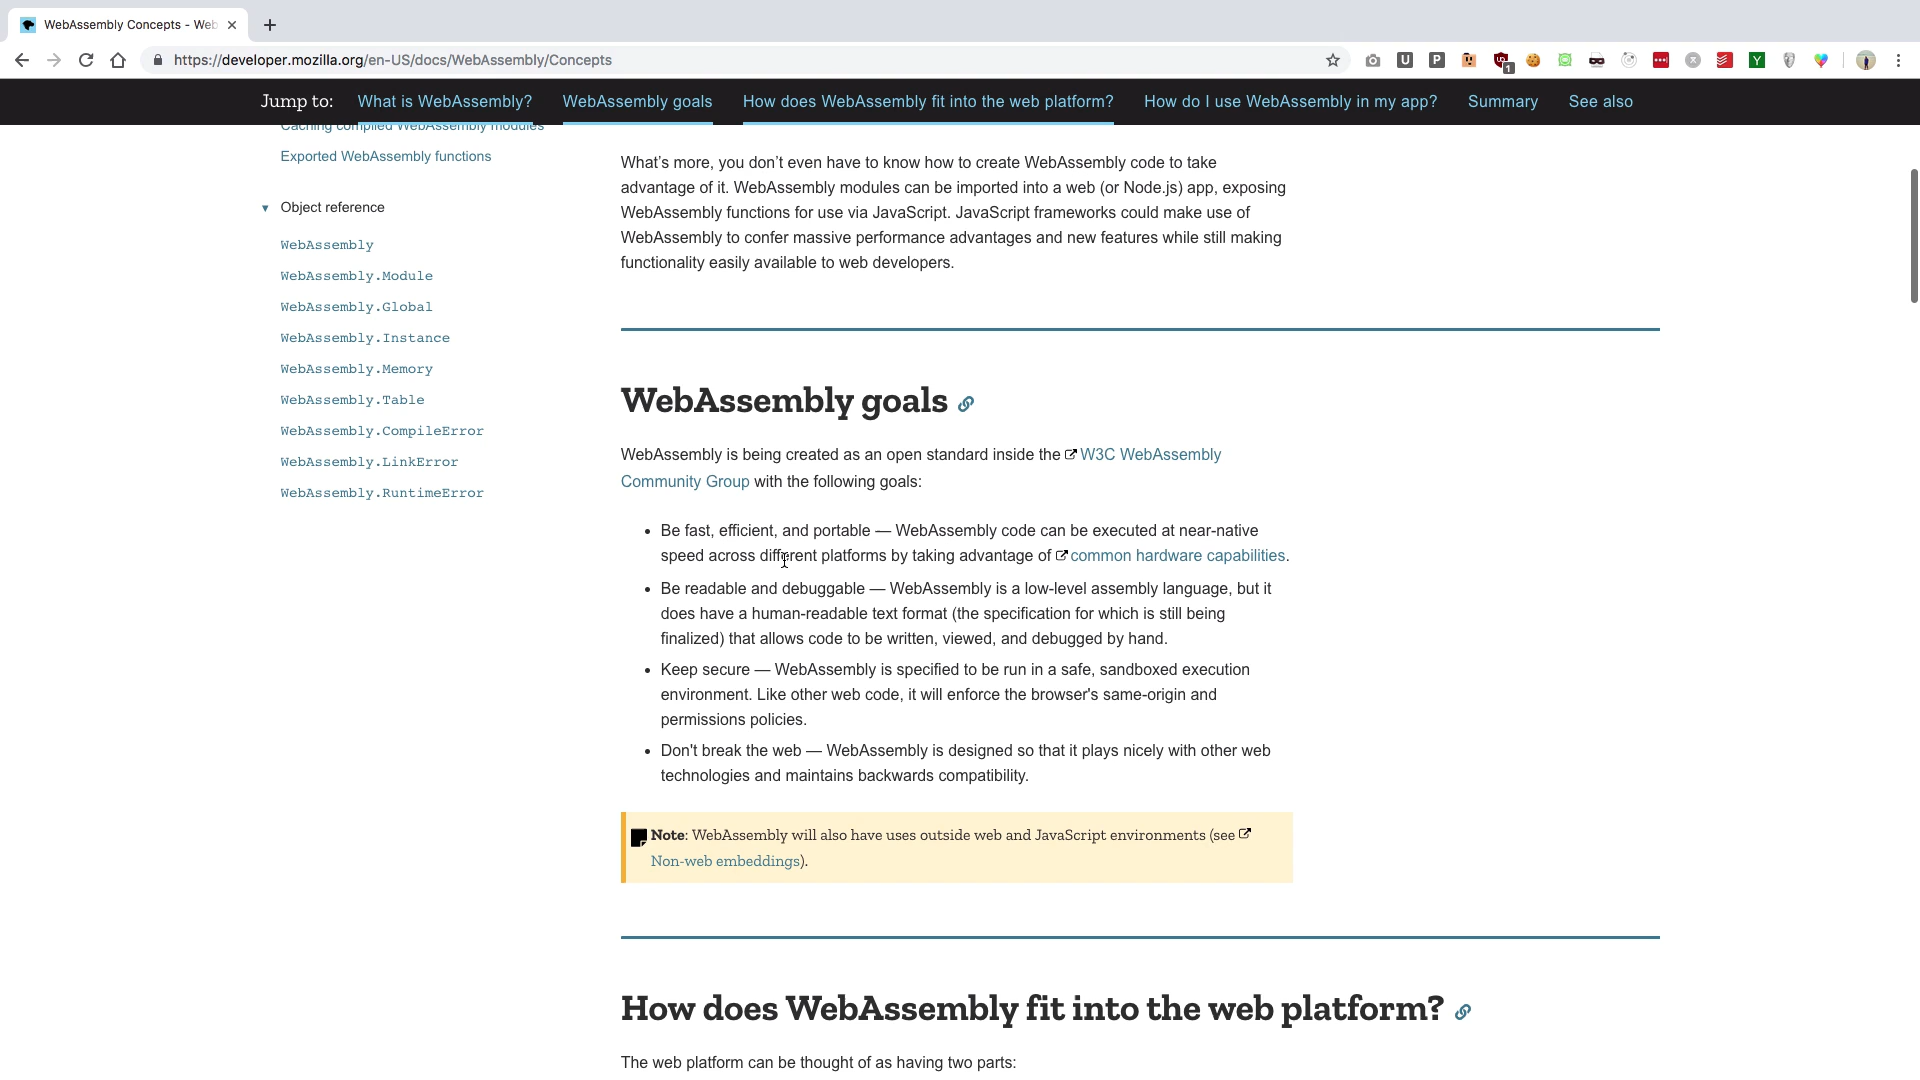 WebAssembly Concepts - Web
https://developer.mozilla.org/en-US/docs/WebAssembly/Concepts
U
P
1
Y
Jump to: What is WebAssembly? WebAssembly goals How does WebAssembly fit into the web platform? How do I use WebAssembly in my app? Summary See also
Caching compiled WebAssembly modules
Exported WebAssembly functions
Object reference
WebAssembly
WebAssembly.Module
WebAssembly.Global
WebAssembly.Instance
WebAssembly.Memory
WebAssembly.Table
WebAssembly.CompileError
WebAssembly.LinkError
WebAssembly.RuntimeError
What’s more, you don’t even have to know how to create WebAssembly code to take
advantage of it. WebAssembly modules can be imported into a web (or Node.js) app, exposing
WebAssembly functions for use via JavaScript. JavaScript frameworks could make use of
WebAssembly to confer massive performance advantages and new features while still making
functionality easily available to web developers.
WebAssembly goals
WebAssembly is being created as an open standard inside the W3C WebAssembly
Community Group with the following goals:
• Be fast, efficient, and portable — WebAssembly code can be executed at near-native
speed across different platforms by taking advantage of common hardware capabilities.
• Be readable and debuggable — WebAssembly is a low-level assembly language, but it
does have a human-readable text format (the specification for which is still being
finalized) that allows code to be written, viewed, and debugged by hand.
• Keep secure — WebAssembly is specified to be run in a safe, sandboxed execution
environment. Like other web code, it will enforce the browser's same-origin and
permissions policies.
• Don't break the web — WebAssembly is designed so that it plays nicely with other web
technologies and maintains backwards compatibility.
Note: WebAssembly will also have uses outside web and JavaScript environments (see
Non-web embeddings).
How does WebAssembly fit into the web platform?
The web platform can be thought of as having two parts: